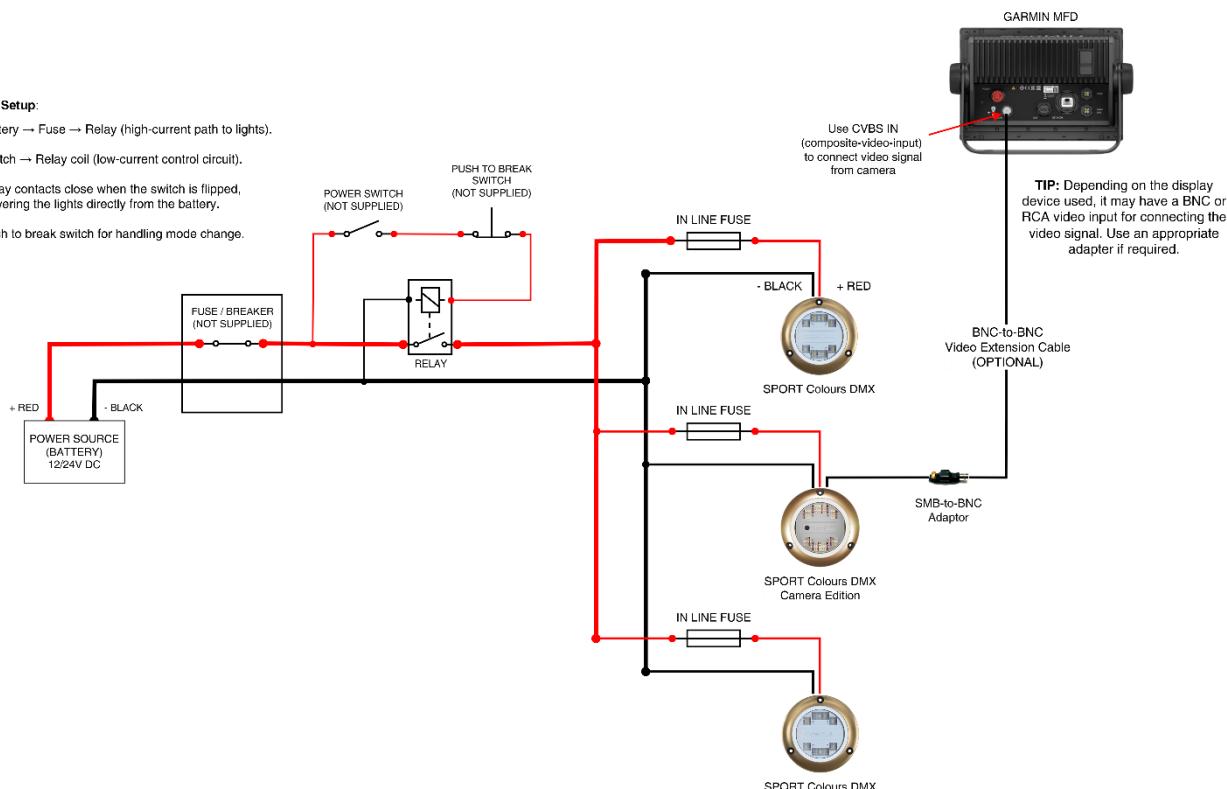 GARMIN MFD
Setup:
tery → Fuse → Relay (high-current path to lights).
tch → Relay coil (low-current control circuit).
ay contacts close when the switch is flipped,
vering the lights directly from the battery.
sh to break switch for handling mode change.
Use CVBS IN
(composite-video-input)
to connect video signal
from camera
TIP: Depending on the display
device used, it may have a BNC or
RCA video input for connecting the
video signal. Use an appropriate
adapter if required.
POWER SWITCH
(NOT SUPPLIED)
PUSH TO BREAK
SWITCH
(NOT SUPPLIED)
IN LINE FUSE
- BLACK
+ RED
SPORT Colours DMX
FUSE / BREAKER
(NOT SUPPLIED)
RELAY
BNC-to-BNC
Video Extension Cable
(OPTIONAL)
+ RED
- BLACK
POWER SOURCE
(BATTERY)
12/24V DC
IN LINE FUSE
SMB-to-BNC
Adaptor
SPORT Colours DMX
Camera Edition
IN LINE FUSE
SPORT Colours DMX